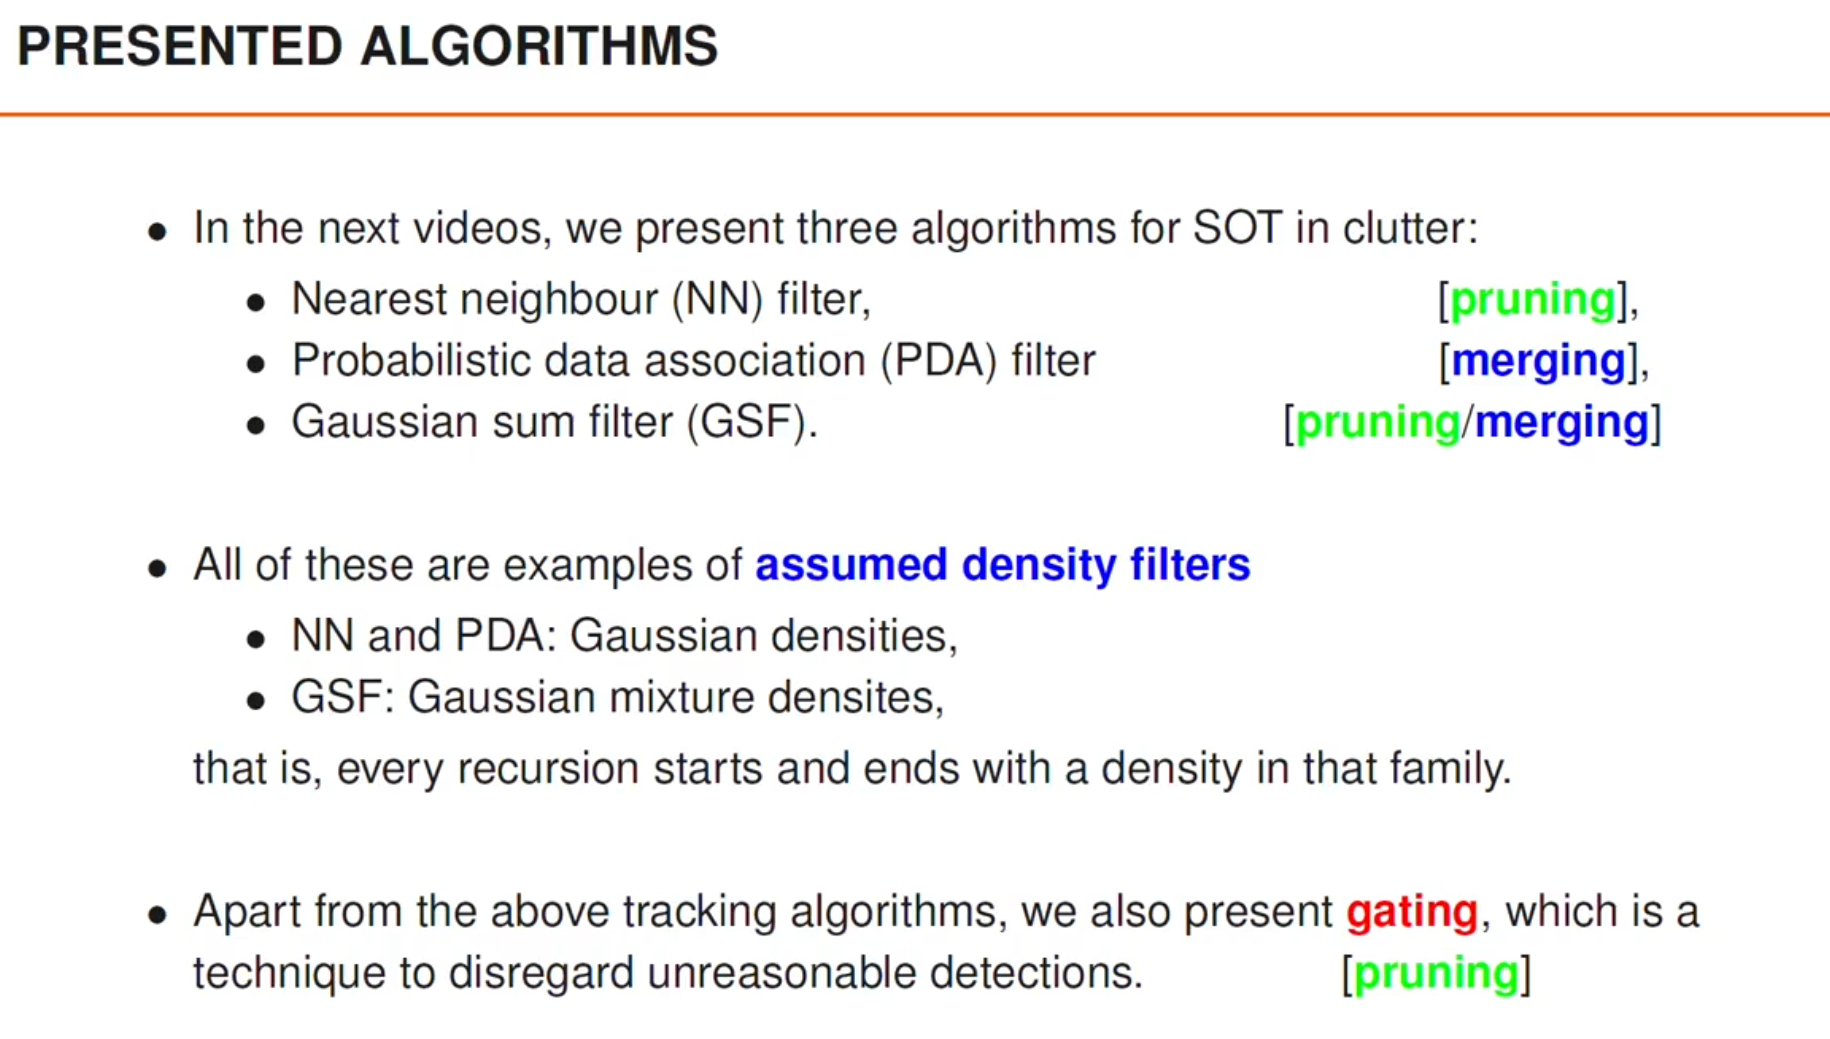 PRESENTED ALGORITHMS
• In the next videos, we present three algorithms for SOT in clutter:
• Nearest neighbour (NN) filter, [pruning],
• Probabilistic data association (PDA) filter [merging],
• Gaussian sum filter (GSF). [pruning/merging]
• All of these are examples of assumed density filters
• NN and PDA: Gaussian densities,
• GSF: Gaussian mixture densites,
that is, every recursion starts and ends with a density in that family.
• Apart from the above tracking algorithms, we also present gating, which is a
technique to disregard unreasonable detections. [pruning]